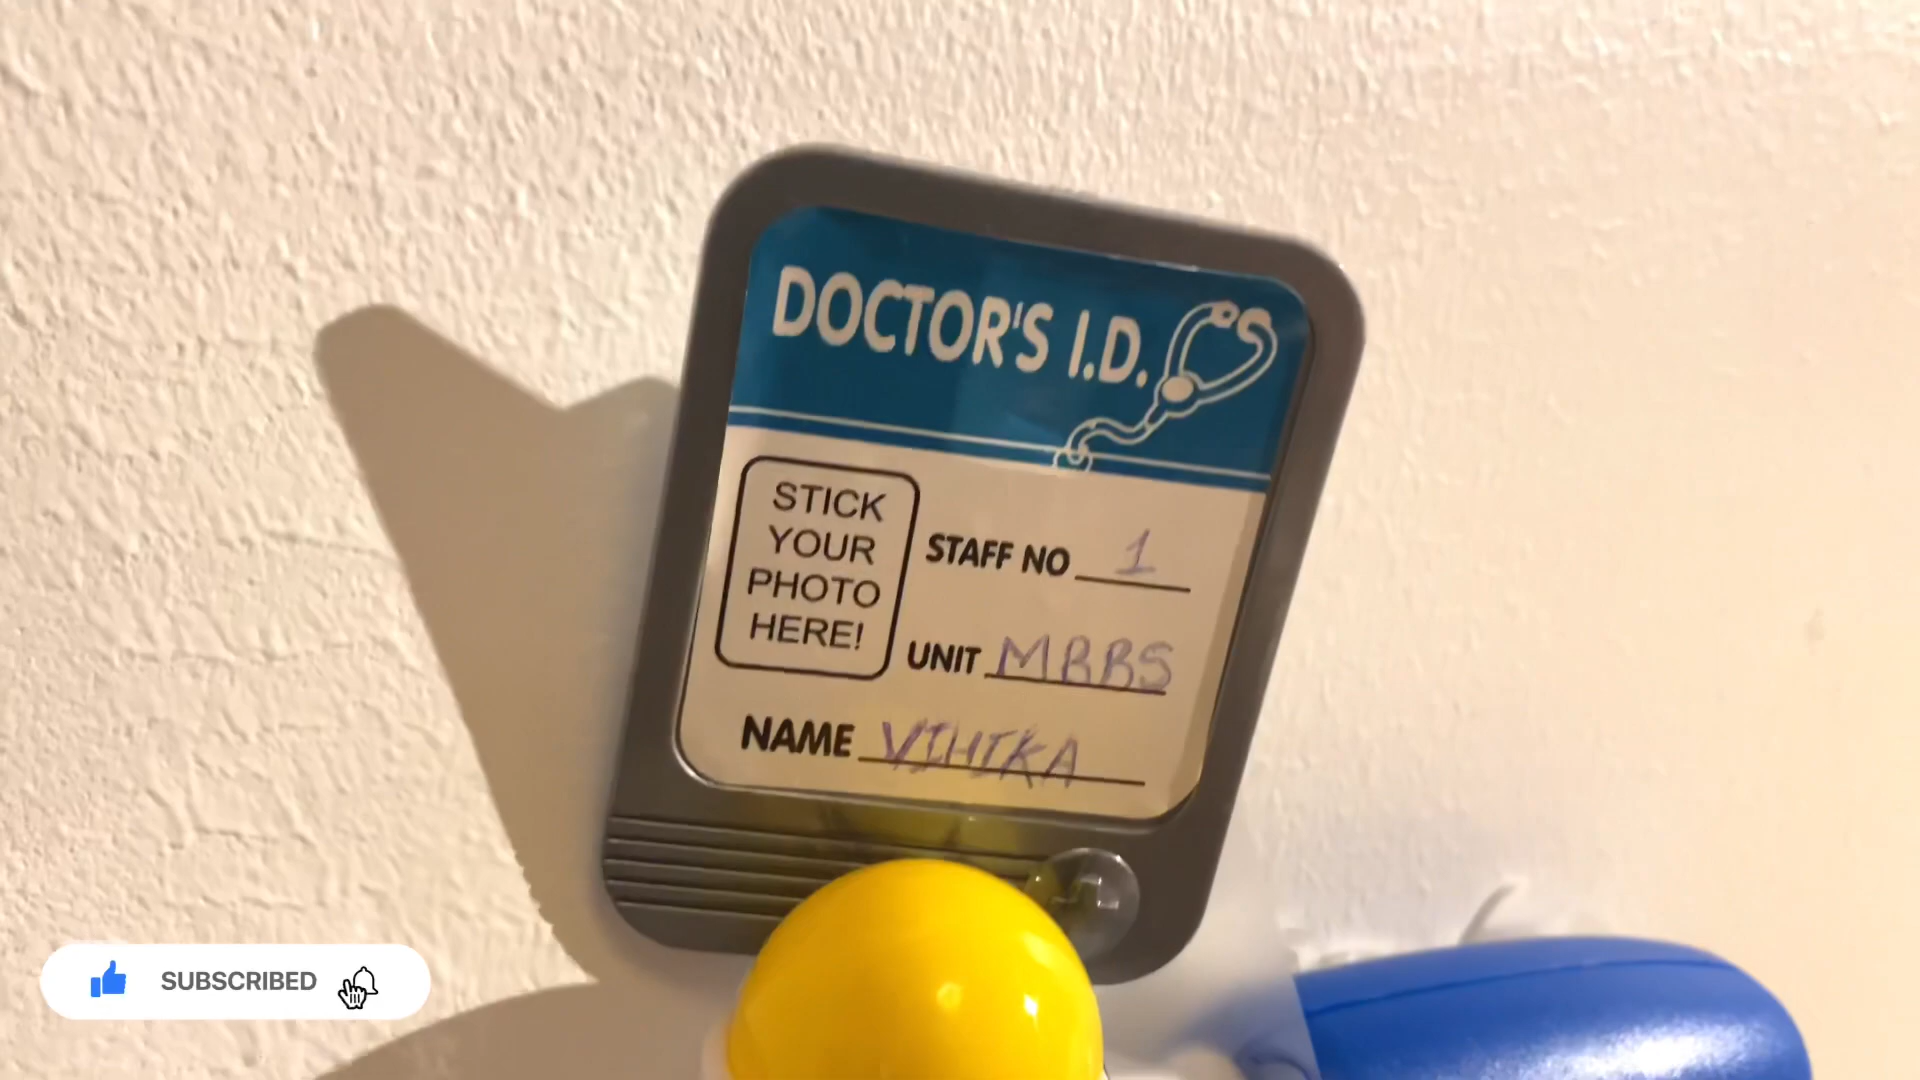 DOCTOR'S I.D.
STICK
YOUR
PHOTO
HERE!
STAFF NO 1
UNIT MBBS
NAME VIHIKA
SUBSCRIBED